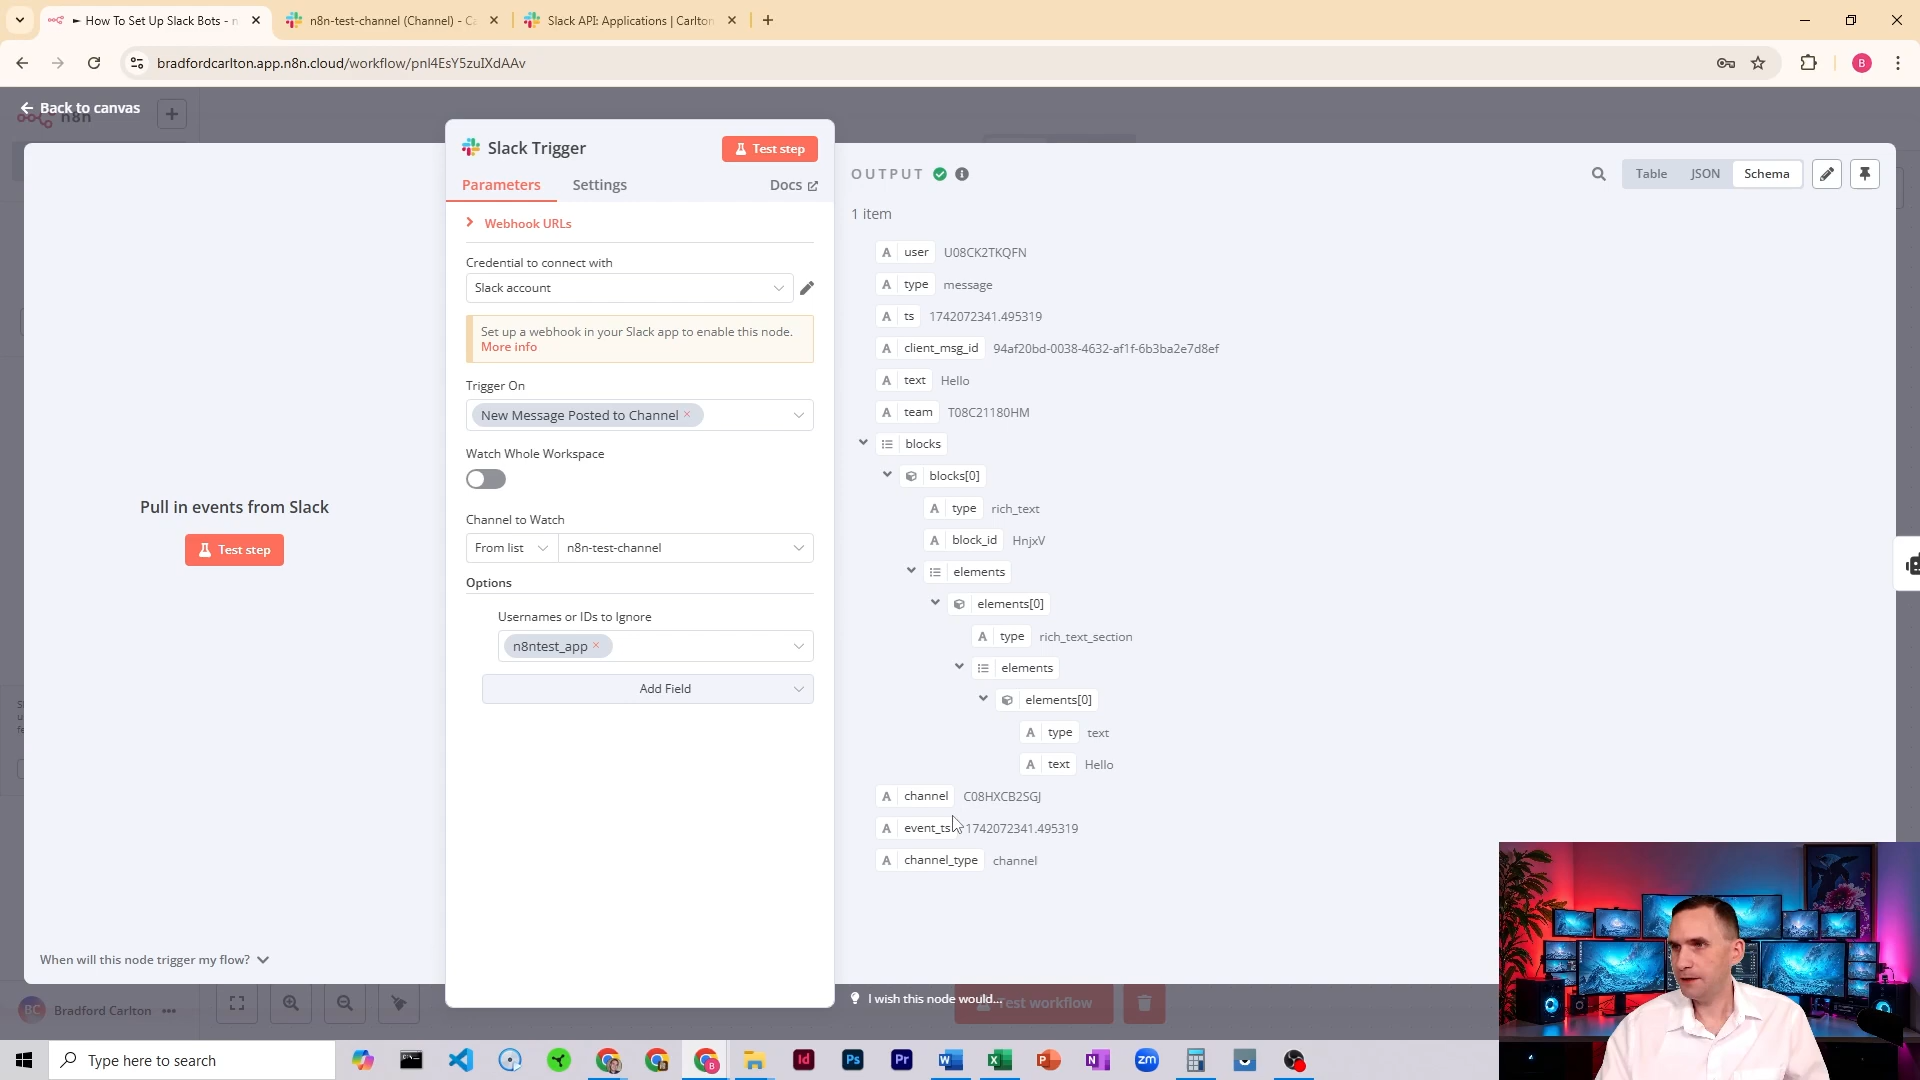 ► How To Set Up Slack Bots - n
n8n-test-channel (Channel) - Ca
Slack API: Applications | Carlton
bradfordcarlton.app.n8n.cloud/workflow/pnl4EsY5zuIXdAAv
B
Back to canvas
n8n
Slack Trigger
Test step
Parameters
Settings
Docs
Webhook URLs
Credential to connect with
Slack account
Set up a webhook in your Slack app to enable this node.
More info
Trigger On
New Message Posted to Channel
Watch Whole Workspace
Channel to Watch
From list
n8n-test-channel
Options
Usernames or IDs to Ignore
n8ntest_app
Add Field
Pull in events from Slack
Test step
When will this node trigger my flow?
OUTPUT
Table
JSON
Schema
1 item
A user U08CK2TKQFN
A type message
A ts 1742072341.495319
A client_msg_id 94af20bd-0038-4632-af1f-6b3ba2e7d8ef
A text Hello
A team T08C21180HM
blocks
blocks[0]
A type rich_text
A block_id HnjxV
elements
elements[0]
A type rich_text_section
elements
elements[0]
A type text
A text Hello
A channel C08HXCB2SGJ
A event_ts 1742072341.495319
A channel_type channel
I wish this node would...
Test workflow
BC Bradford Carlton
Type here to search
B
Id
Ps
Pr
W
X
P
N
zm